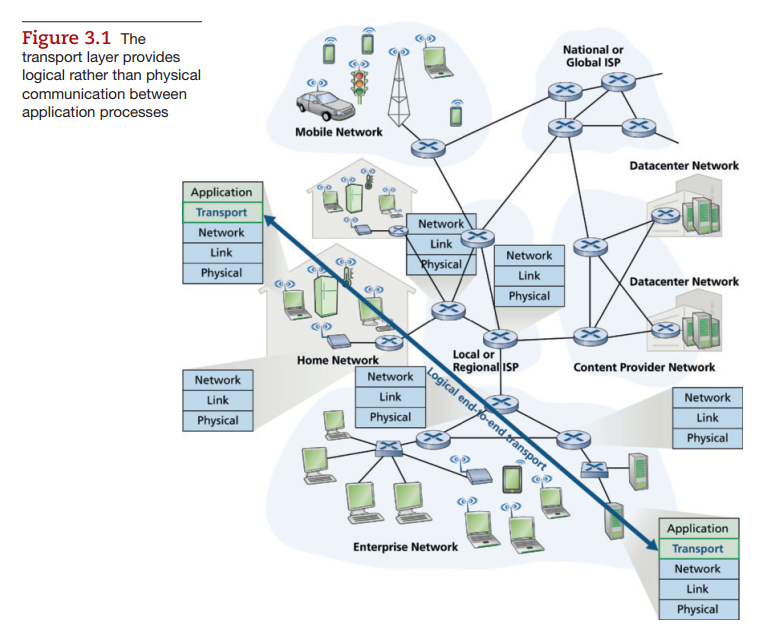 Figure 3.1 The
transport layer provides
logical rather than physical
communication between
application processes
National or
Global ISP
Mobile Network
Datacenter Network
Application
Transport
Network
Link
Physical
Network
Link
Physical
Network
Link
Physical
Datacenter Network
Home Network
Local or
Regional ISP
Content Provider Network
Network
Link
Physical
Network
Link
Physical
Logical end-to-end transport
Network
Link
Physical
Enterprise Network
Application
Transport
Network
Link
Physical